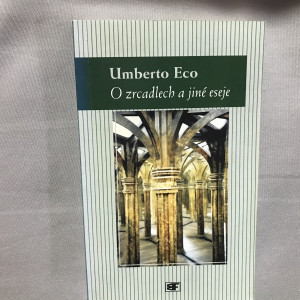 Umberto Eco
O zrcadlech a jiné eseje